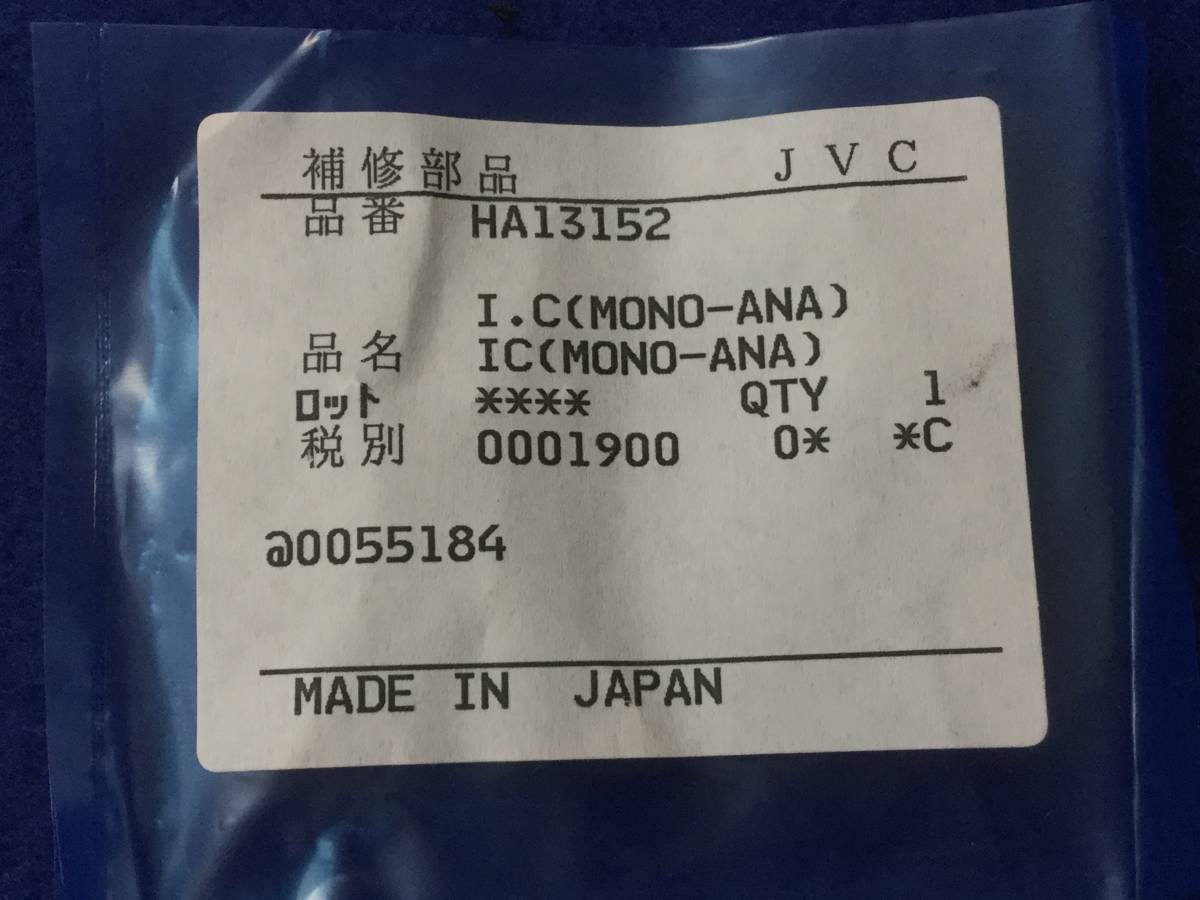 補修部品 JVC
品番 HA13152
I.C(MONO-ANA)
品名 IC(MONO-ANA)
ロット **** QTY 1
税別 0001900 0* *C
@0055184
MADE IN JAPAN